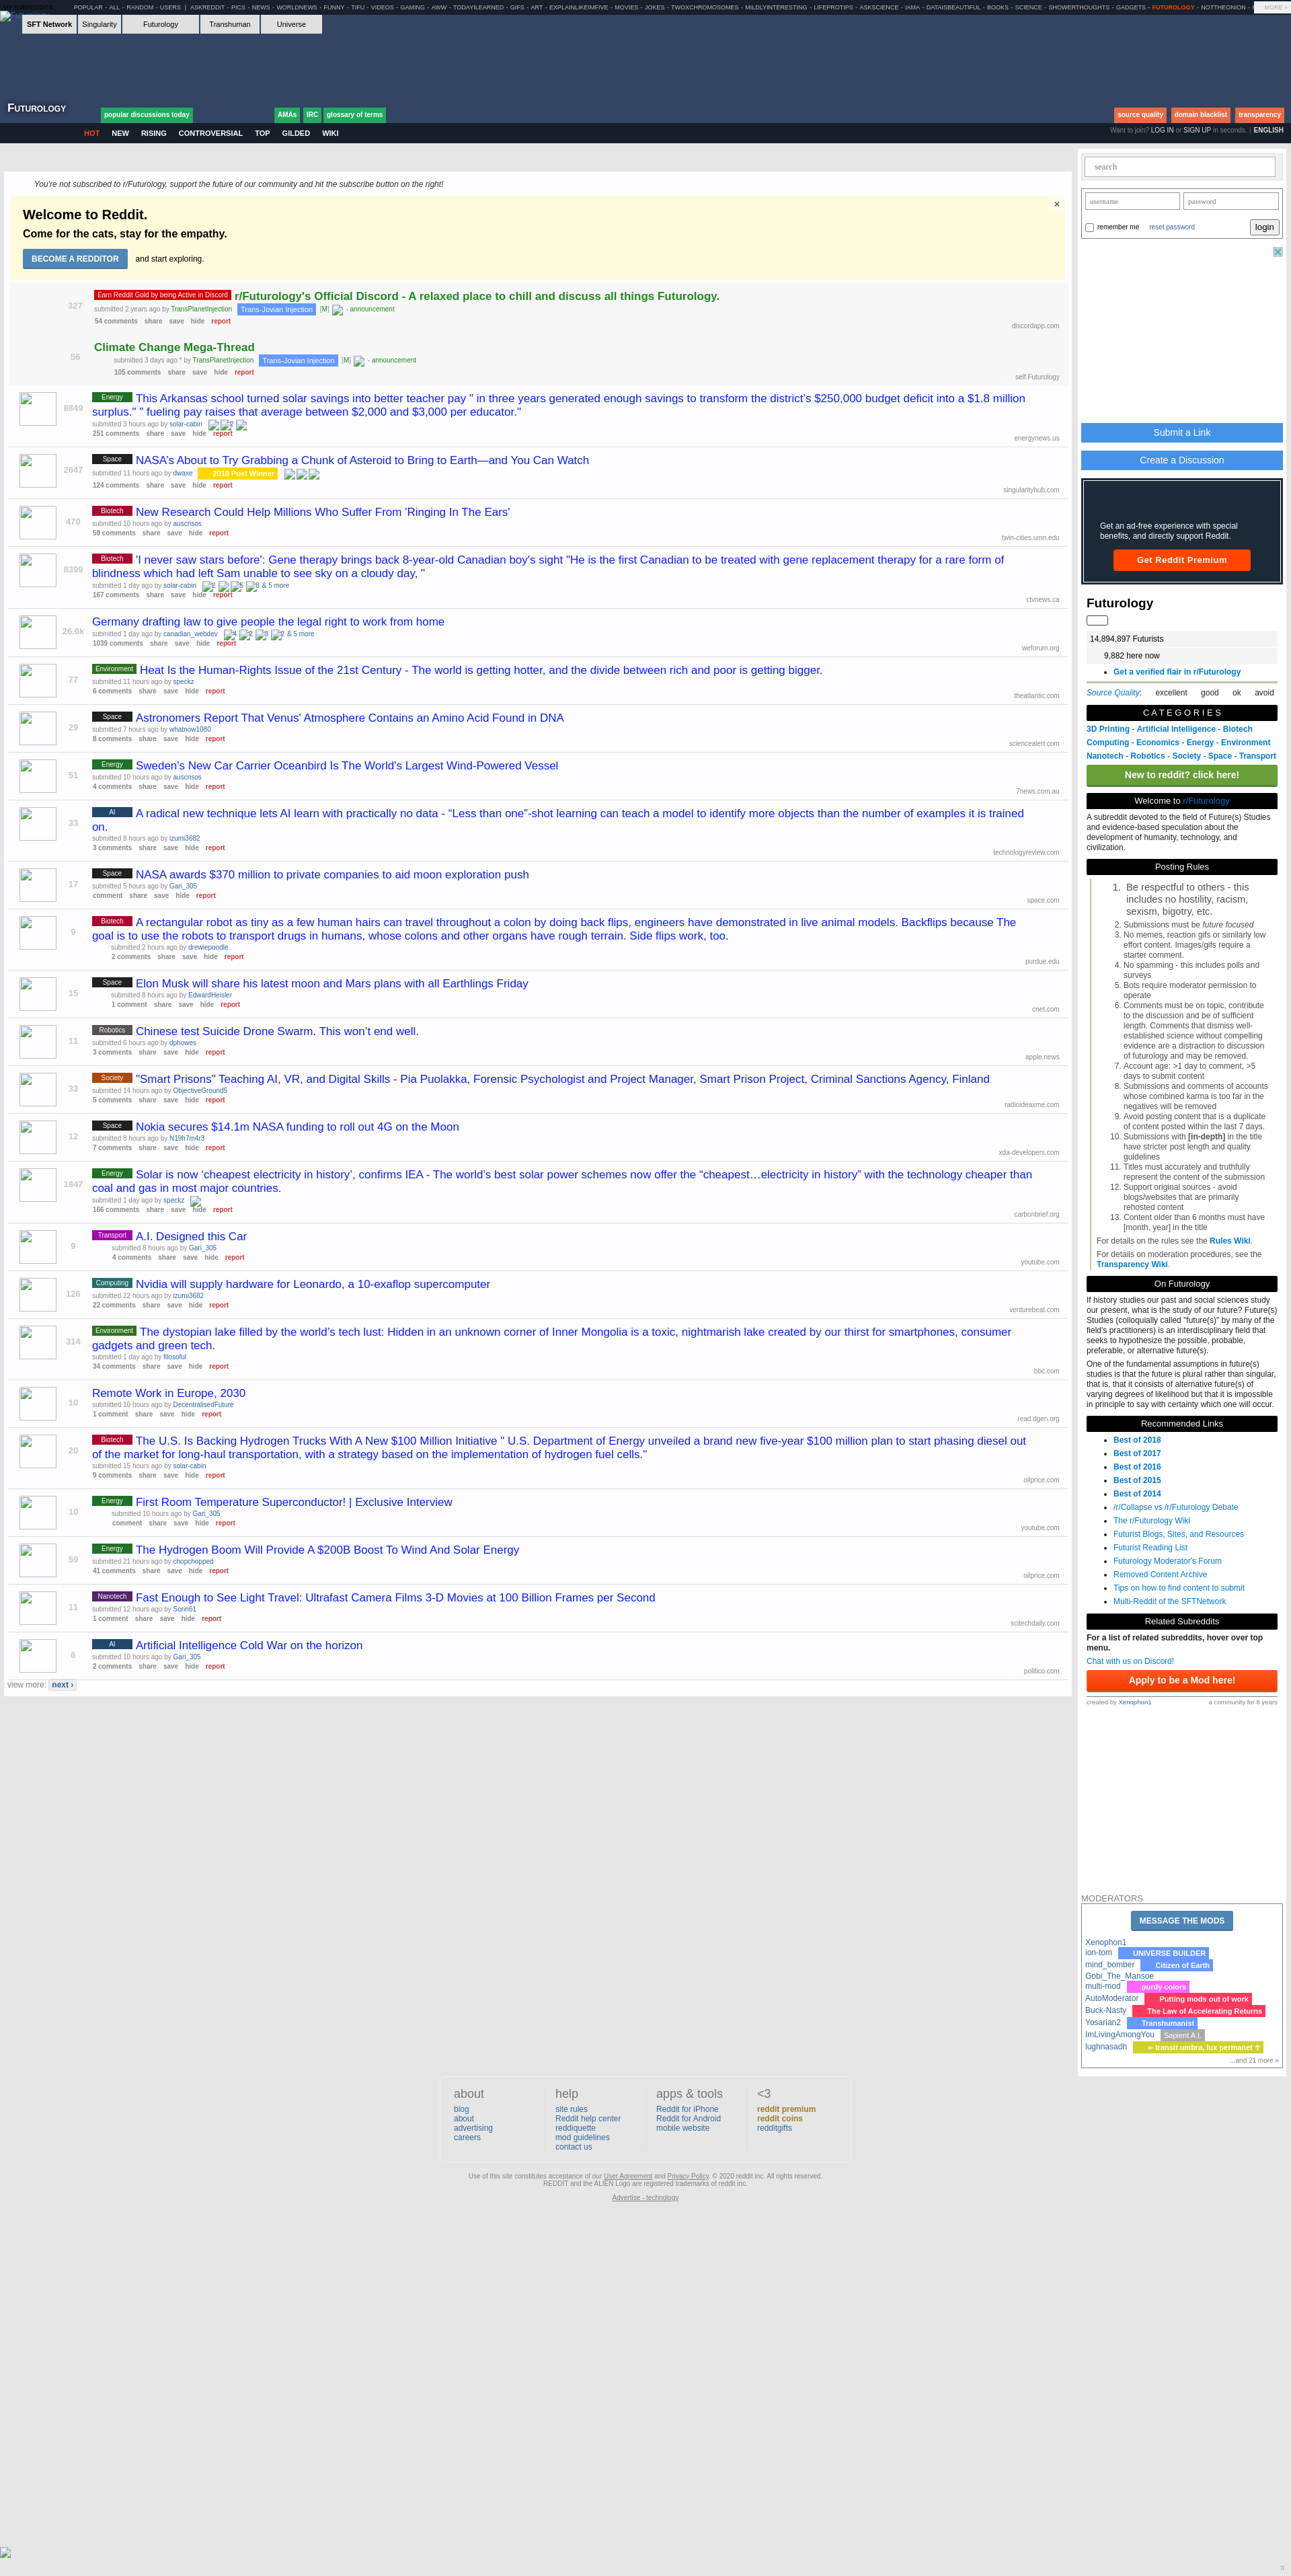 POPULAR - ALL - RANDOM - USERS | ASKREDDIT - PICS - NEWS - WORLDNEWS - FUNNY - TIFU - VIDEOS - GAMING - AWW - TODAYILEARNED - GIFS - ART - EXPLAINLIKEIMFIVE - MOVIES - JOKES - TWOXCHROMOSOMES - MILDLYINTERESTING - LIFEPROTIPS - ASKSCIENCE - IAMA - DATAISBEAUTIFUL - BOOKS - SCIENCE - SHOWERTHOUGHTS - GADGETS - FUTUROLOGY - NOTTHEONION - MORE »
SFT Network Singularity Futurology Transhuman Universe
FUTUROLOGY popular discussions today AMAs IRC glossary of terms source quality domain blacklist transparency
HOT NEW RISING CONTROVERSIAL TOP GILDED WIKI
Want to join? LOG IN or SIGN UP in seconds. | ENGLISH
You're not subscribed to r/Futurology, support the future of our community and hit the subscribe button on the right!
Welcome to Reddit.
Come for the cats, stay for the empathy.
BECOME A REDDITOR and start exploring.
×
327
Earn Reddit Gold by being Active in Discord r/Futurology's Official Discord - A relaxed place to chill and discuss all things Futurology.
submitted 2 years ago by TransPlanetInjection Trans-Jovian Injection [M] - announcement
54 comments share save hide report
discordapp.com
56
Climate Change Mega-Thread
submitted 3 days ago * by TransPlanetInjection Trans-Jovian Injection [M] - announcement
105 comments share save hide report
self.Futurology
8849
Energy This Arkansas school turned solar savings into better teacher pay " in three years generated enough savings to transform the district's $250,000 budget deficit into a $1.8 million
surplus." " fueling pay raises that average between $2,000 and $3,000 per educator."
submitted 3 hours ago by solar-cabin 2
251 comments share save hide report
energynews.us
2647
Space NASA's About to Try Grabbing a Chunk of Asteroid to Bring to Earth—and You Can Watch
submitted 11 hours ago by dwaxe 2018 Post Winner
124 comments share save hide report
singularityhub.com
470
Biotech New Research Could Help Millions Who Suffer From 'Ringing In The Ears'
submitted 10 hours ago by auscrisos
59 comments share save hide report
twin-cities.umn.edu
8399
Biotech 'I never saw stars before': Gene therapy brings back 8-year-old Canadian boy's sight "He is the first Canadian to be treated with gene replacement therapy for a rare form of
blindness which had left Sam unable to see sky on a cloudy day, "
submitted 1 day ago by solar-cabin 2 5 3 & 5 more
167 comments share save hide report
ctvnews.ca
26.6k
Germany drafting law to give people the legal right to work from home
submitted 1 day ago by canadian_webdev 4 2 3 2 & 5 more
1039 comments share save hide report
weforum.org
77
Environment Heat Is the Human-Rights Issue of the 21st Century - The world is getting hotter, and the divide between rich and poor is getting bigger.
submitted 11 hours ago by speckz
6 comments share save hide report
theatlantic.com
29
Space Astronomers Report That Venus' Atmosphere Contains an Amino Acid Found in DNA
submitted 7 hours ago by whatnow1080
8 comments share save hide report
sciencealert.com
51
Energy Sweden's New Car Carrier Oceanbird Is The World's Largest Wind-Powered Vessel
submitted 10 hours ago by auscrisos
4 comments share save hide report
7news.com.au
33
AI A radical new technique lets AI learn with practically no data - "Less than one"-shot learning can teach a model to identify more objects than the number of examples it is trained
on.
submitted 8 hours ago by izumi3682
3 comments share save hide report
technologyreview.com
17
Space NASA awards $370 million to private companies to aid moon exploration push
submitted 5 hours ago by Gari_305
comment share save hide report
space.com
9
Biotech A rectangular robot as tiny as a few human hairs can travel throughout a colon by doing back flips, engineers have demonstrated in live animal models. Backflips because The
goal is to use the robots to transport drugs in humans, whose colons and other organs have rough terrain. Side flips work, too.
submitted 2 hours ago by drewiepoodle
2 comments share save hide report
purdue.edu
15
Space Elon Musk will share his latest moon and Mars plans with all Earthlings Friday
submitted 8 hours ago by EdwardHeisler
1 comment share save hide report
cnet.com
11
Robotics Chinese test Suicide Drone Swarm. This won't end well.
submitted 6 hours ago by dphowes
3 comments share save hide report
apple.news
33
Society "Smart Prisons" Teaching AI, VR, and Digital Skills - Pia Puolakka, Forensic Psychologist and Project Manager, Smart Prison Project, Criminal Sanctions Agency, Finland
submitted 14 hours ago by ObjectiveGround5
5 comments share save hide report
radioideaxme.com
12
Space Nokia secures $14.1m NASA funding to roll out 4G on the Moon
submitted 8 hours ago by N19h7m4r3
7 comments share save hide report
xda-developers.com
1847
Energy Solar is now 'cheapest electricity in history', confirms IEA - The world's best solar power schemes now offer the "cheapest…electricity in history" with the technology cheaper than
coal and gas in most major countries.
submitted 1 day ago by speckz
166 comments share save hide report
carbonbrief.org
9
Transport A.I. Designed this Car
submitted 8 hours ago by Gari_305
4 comments share save hide report
youtube.com
126
Computing Nvidia will supply hardware for Leonardo, a 10-exaflop supercomputer
submitted 22 hours ago by izumi3682
22 comments share save hide report
venturebeat.com
314
Environment The dystopian lake filled by the world's tech lust: Hidden in an unknown corner of Inner Mongolia is a toxic, nightmarish lake created by our thirst for smartphones, consumer
gadgets and green tech.
submitted 1 day ago by filosoful
34 comments share save hide report
bbc.com
10
Remote Work in Europe, 2030
submitted 10 hours ago by DecentralisedFuture
1 comment share save hide report
read.dgen.org
20
Biotech The U.S. Is Backing Hydrogen Trucks With A New $100 Million Initiative " U.S. Department of Energy unveiled a brand new five-year $100 million plan to start phasing diesel out
of the market for long-haul transportation, with a strategy based on the implementation of hydrogen fuel cells."
submitted 15 hours ago by solar-cabin
9 comments share save hide report
oilprice.com
10
Energy First Room Temperature Superconductor! | Exclusive Interview
submitted 10 hours ago by Gari_305
comment share save hide report
youtube.com
59
Energy The Hydrogen Boom Will Provide A $200B Boost To Wind And Solar Energy
submitted 21 hours ago by chopchopped
41 comments share save hide report
oilprice.com
11
Nanotech Fast Enough to See Light Travel: Ultrafast Camera Films 3-D Movies at 100 Billion Frames per Second
submitted 12 hours ago by Sorin61
1 comment share save hide report
scitechdaily.com
6
AI Artificial Intelligence Cold War on the horizon
submitted 10 hours ago by Gari_305
2 comments share save hide report
politico.com
view more: next ›
search
username password
remember me reset password login
Submit a Link
Create a Discussion
Get an ad-free experience with special
benefits, and directly support Reddit.
Get Reddit Premium
Futurology
14,894,897 Futurists
9,882 here now
Get a verified flair in r/Futurology
Source Quality: excellent good ok avoid
CATEGORIES
3D Printing - Artificial Intelligence - Biotech
Computing - Economics - Energy - Environment
Nanotech - Robotics - Society - Space - Transport
New to reddit? click here!
Welcome to r/Futurology
A subreddit devoted to the field of Future(s) Studies
and evidence-based speculation about the
development of humanity, technology, and
civilization.
Posting Rules
1. Be respectful to others - this
includes no hostility, racism,
sexism, bigotry, etc.
2. Submissions must be future focused
3. No memes, reaction gifs or similarly low
effort content. Images/gifs require a
starter comment.
4. No spamming - this includes polls and
surveys
5. Bots require moderator permission to
operate
6. Comments must be on topic, contribute
to the discussion and be of sufficient
length. Comments that dismiss well-
established science without compelling
evidence are a distraction to discussion
of futurology and may be removed.
7. Account age: >1 day to comment, >5
days to submit content
8. Submissions and comments of accounts
whose combined karma is too far in the
negatives will be removed
9. Avoid posting content that is a duplicate
of content posted within the last 7 days.
10. Submissions with [in-depth] in the title
have stricter post length and quality
guidelines
11. Titles must accurately and truthfully
represent the content of the submission
12. Support original sources - avoid
blogs/websites that are primarily
rehosted content
13. Content older than 6 months must have
[month, year] in the title
For details on the rules see the Rules Wiki.
For details on moderation procedures, see the
Transparency Wiki.
On Futurology
If history studies our past and social sciences study
our present, what is the study of our future? Future(s)
Studies (colloquially called "future(s)" by many of the
field's practitioners) is an interdisciplinary field that
seeks to hypothesize the possible, probable,
preferable, or alternative future(s).
One of the fundamental assumptions in future(s)
studies is that the future is plural rather than singular,
that is, that it consists of alternative future(s) of
varying degrees of likelihood but that it is impossible
in principle to say with certainty which one will occur.
Recommended Links
Best of 2018
Best of 2017
Best of 2016
Best of 2015
Best of 2014
/r/Collapse vs /r/Futurology Debate
The r/Futurology Wiki
Futurist Blogs, Sites, and Resources
Futurist Reading List
Futurology Moderator's Forum
Removed Content Archive
Tips on how to find content to submit
Multi-Reddit of the SFTNetwork
Related Subreddits
For a list of related subreddits, hover over top
menu.
Chat with us on Discord!
Apply to be a Mod here!
created by Xenophon1 a community for 8 years
MODERATORS
MESSAGE THE MODS
Xenophon1
ion-tom UNIVERSE BUILDER
mind_bomber Citizen of Earth
Gobi_The_Mansoe
multi-mod purdy colors
AutoModerator Putting mods out of work
Buck-Nasty The Law of Accelerating Returns
Yosarian2 Transhumanist
ImLivingAmongYou Sapient A.I.
lughnasadh ∞ transit umbra, lux permanet ☥
...and 21 more »
about help apps & tools <3
blog site rules Reddit for iPhone reddit premium
about Reddit help center Reddit for Android reddit coins
advertising reddiquette mobile website redditgifts
careers mod guidelines
contact us
Use of this site constitutes acceptance of our User Agreement and Privacy Policy. © 2020 reddit inc. All rights reserved.
REDDIT and the ALIEN Logo are registered trademarks of reddit inc.
Advertise - technology
π